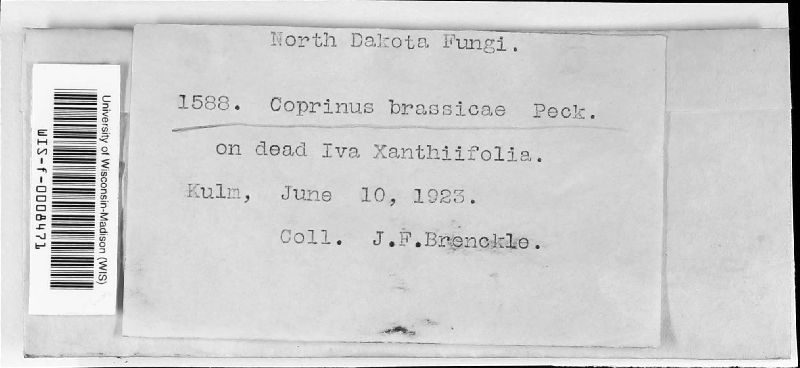 North Dakota Fungi.
1588. Coprinus brassicae Peck.
on dead Iva Xanthiifolia.
Kulm, June 10, 1923.
Coll. J.F.Brenckle.
University of Wisconsin-Madison (WIS)
WIS-f-0008471